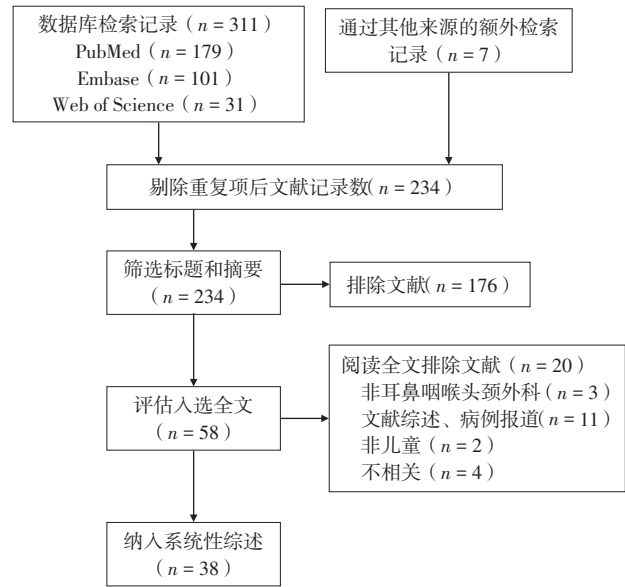 数据库检索记录（n = 311）
PubMed（n = 179）
Embase（n = 101）
Web of Science（n = 31）
通过其他来源的额外检索
记录（n = 7）
剔除重复项后文献记录数(n = 234）
筛选标题和摘要
（n = 234）
排除文献(n = 176）
评估入选全文
（n = 58）
阅读全文排除文献（n = 20）
非耳鼻咽喉头颈外科（n = 3）
文献综述、病例报道(n = 11）
非儿童（n = 2）
不相关（n = 4）
纳入系统性综述
（n = 38）